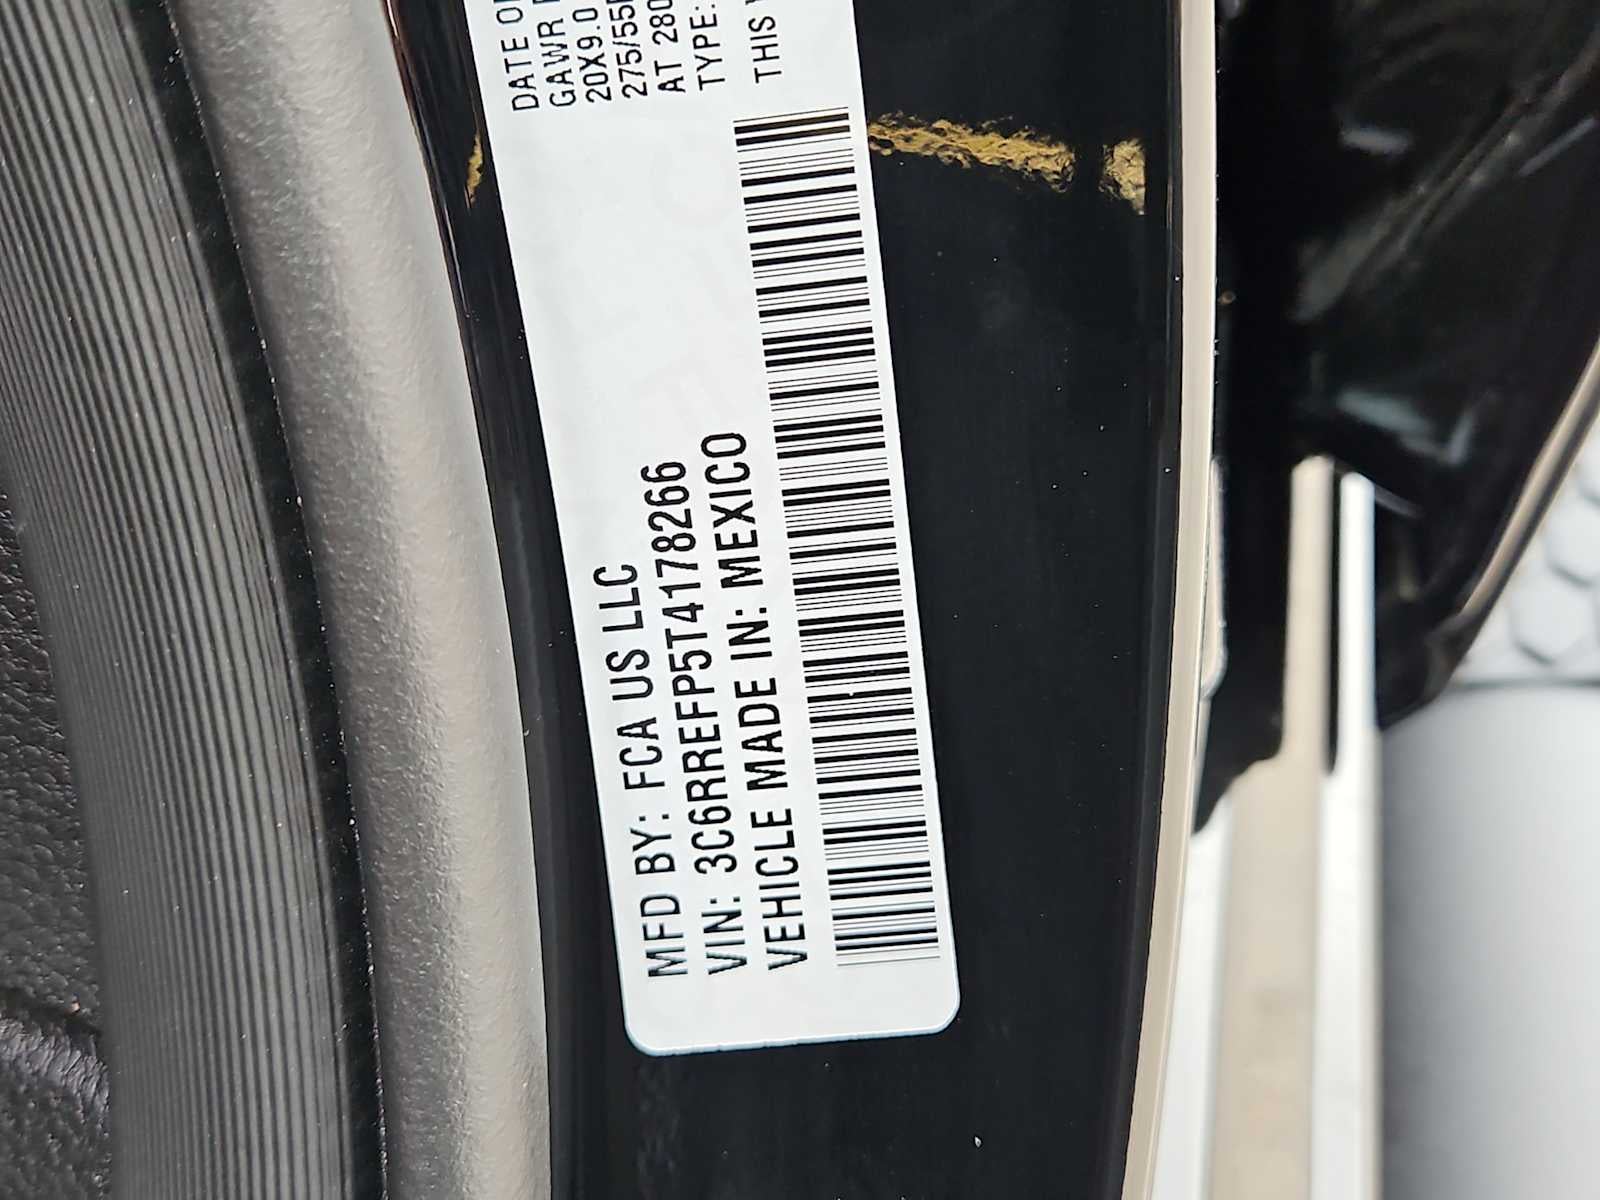 MFD BY: FCA US LLC
VIN: 3C6RREFP5T4178266
VEHICLE MADE IN: MEXICO
DATE O
GAWR
20X9.0
275/55
AT 280
TYPE:
THIS